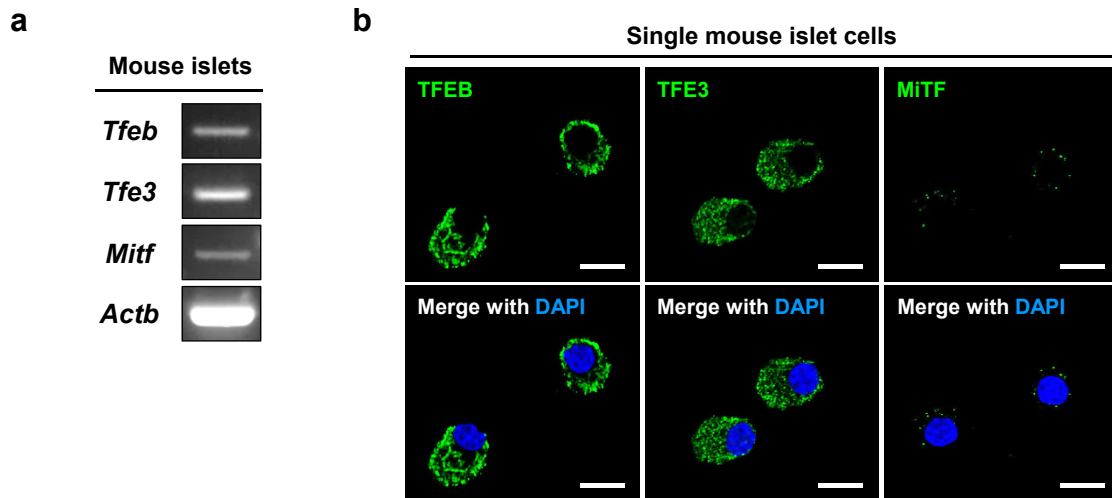 a
Mouse islets
Tfeb
Tfe3
Mitf
Actb
b
Single mouse islet cells
TFEB
TFE3
MiTF
Merge with DAPI
Merge with DAPI
Merge with DAPI